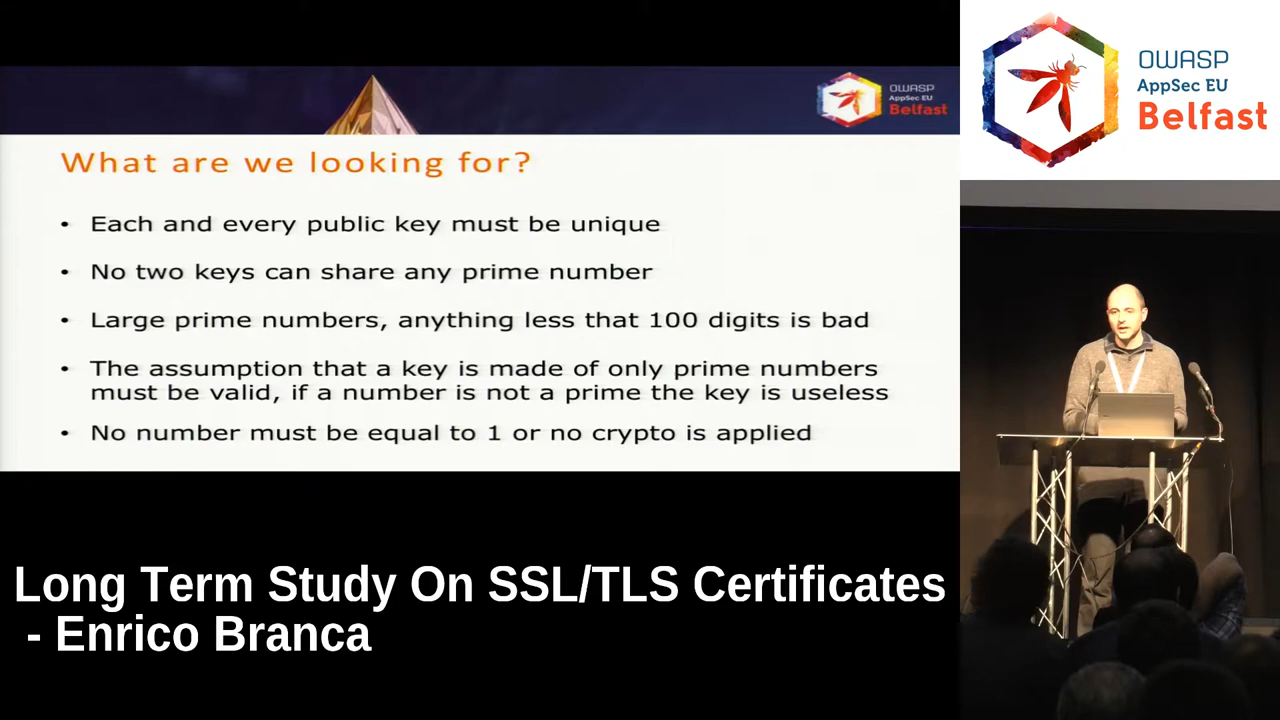 OWASP
AppSec EU
Belfast
What are we looking for?
• Each and every public key must be unique
• No two keys can share any prime number
• Large prime numbers, anything less that 100 digits is bad
• The assumption that a key is made of only prime numbers
must be valid, if a number is not a prime the key is useless
• No number must be equal to 1 or no crypto is applied
OWASP
AppSec EU
Belfast
Long Term Study On SSL/TLS Certificates
- Enrico Branca